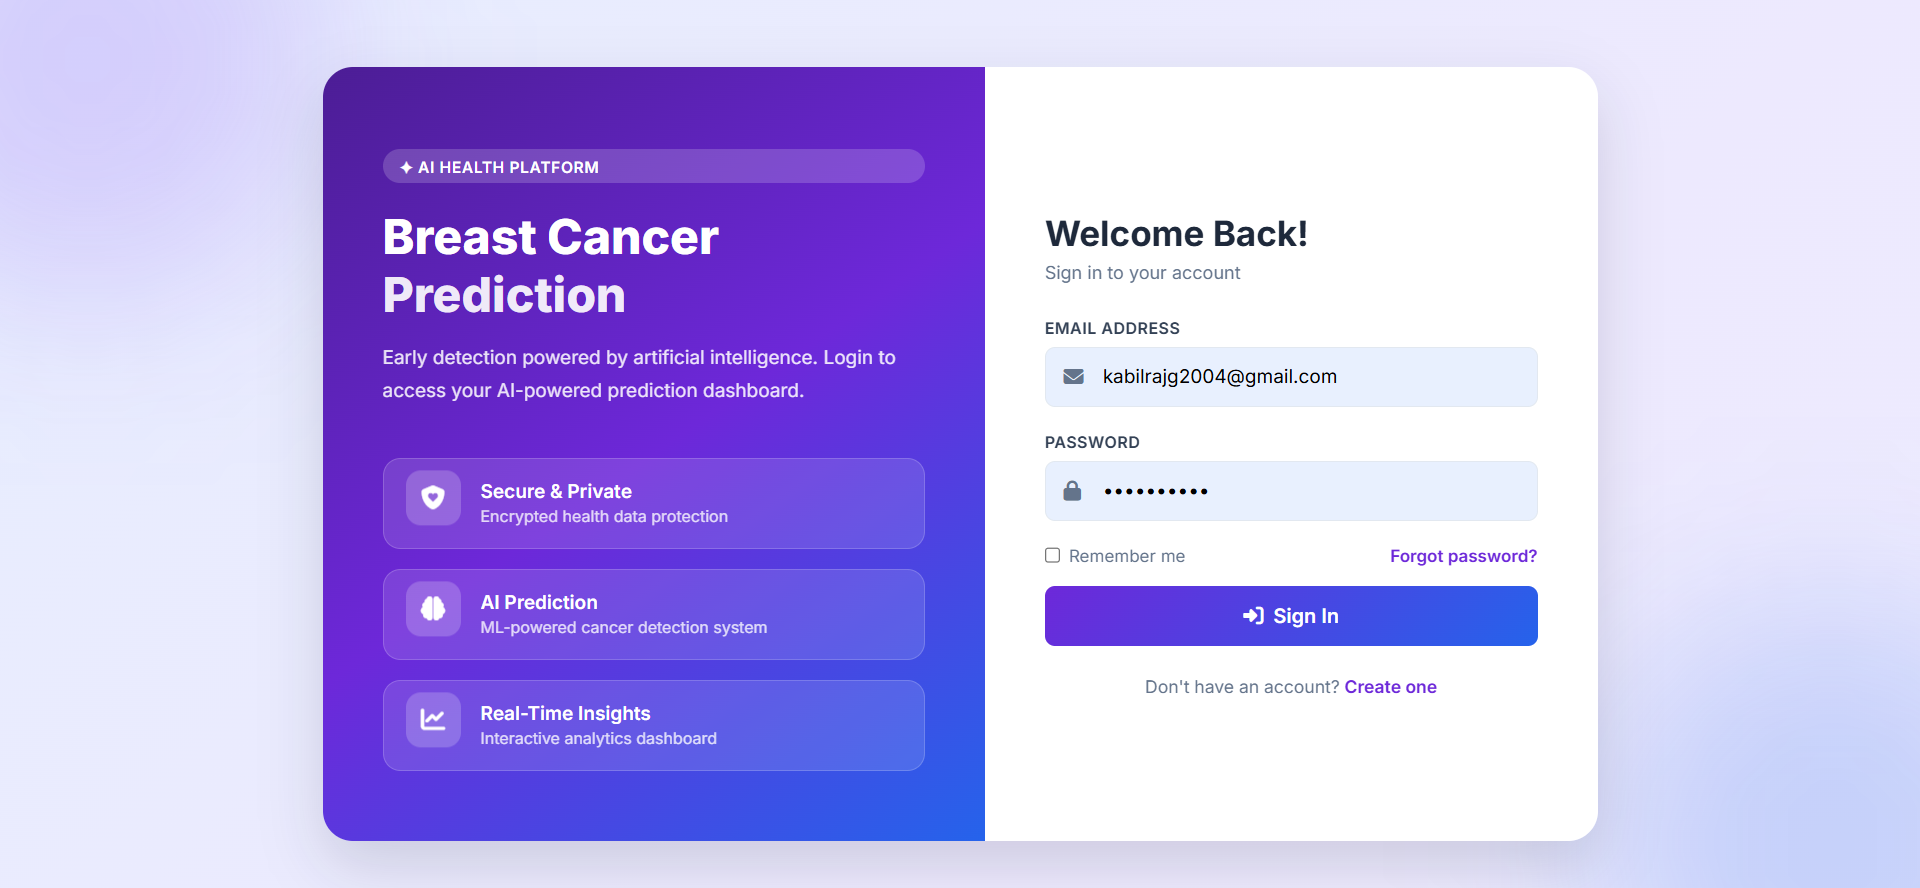 ✦ AI HEALTH PLATFORM
Breast Cancer
Prediction
Early detection powered by artificial intelligence. Login to
access your AI-powered prediction dashboard.
Secure & Private
Encrypted health data protection
AI Prediction
ML-powered cancer detection system
Real-Time Insights
Interactive analytics dashboard
Welcome Back!
Sign in to your account
EMAIL ADDRESS
kabilrajg2004@gmail.com
PASSWORD
••••••••••
Remember me
Forgot password?
Sign In
Don't have an account? Create one